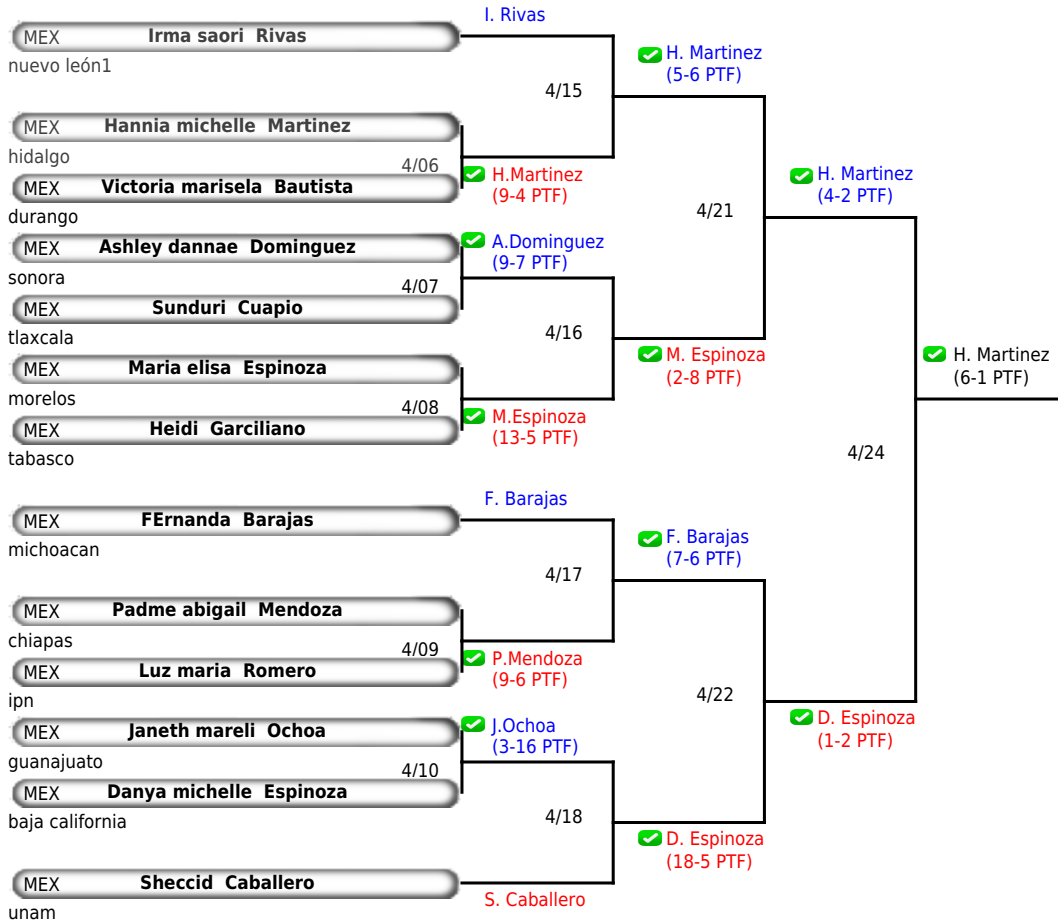 I. Rivas
MEX Irma saori Rivas
nuevo león1
4/15
H. Martinez
(5-6 PTF)
MEX Hannia michelle Martinez
hidalgo
4/06
H.Martinez
(9-4 PTF)
MEX Victoria marisela Bautista
durango
H. Martinez
(4-2 PTF)
4/21
MEX Ashley dannae Dominguez
sonora
A.Dominguez
(9-7 PTF)
4/07
MEX Sunduri Cuapio
tlaxcala
4/16
M. Espinoza
(2-8 PTF)
MEX Maria elisa Espinoza
morelos
4/08
M.Espinoza
(13-5 PTF)
MEX Heidi Garciliano
tabasco
H. Martinez
(6-1 PTF)
4/24
F. Barajas
MEX FErnanda Barajas
michoacan
F. Barajas
(7-6 PTF)
4/17
MEX Padme abigail Mendoza
chiapas
4/09
P.Mendoza
(9-6 PTF)
MEX Luz maria Romero
ipn
4/22
D. Espinoza
(1-2 PTF)
MEX Janeth mareli Ochoa
guanajuato
J.Ochoa
(3-16 PTF)
4/10
MEX Danya michelle Espinoza
baja california
4/18
D. Espinoza
(18-5 PTF)
MEX Sheccid Caballero
unam
S. Caballero